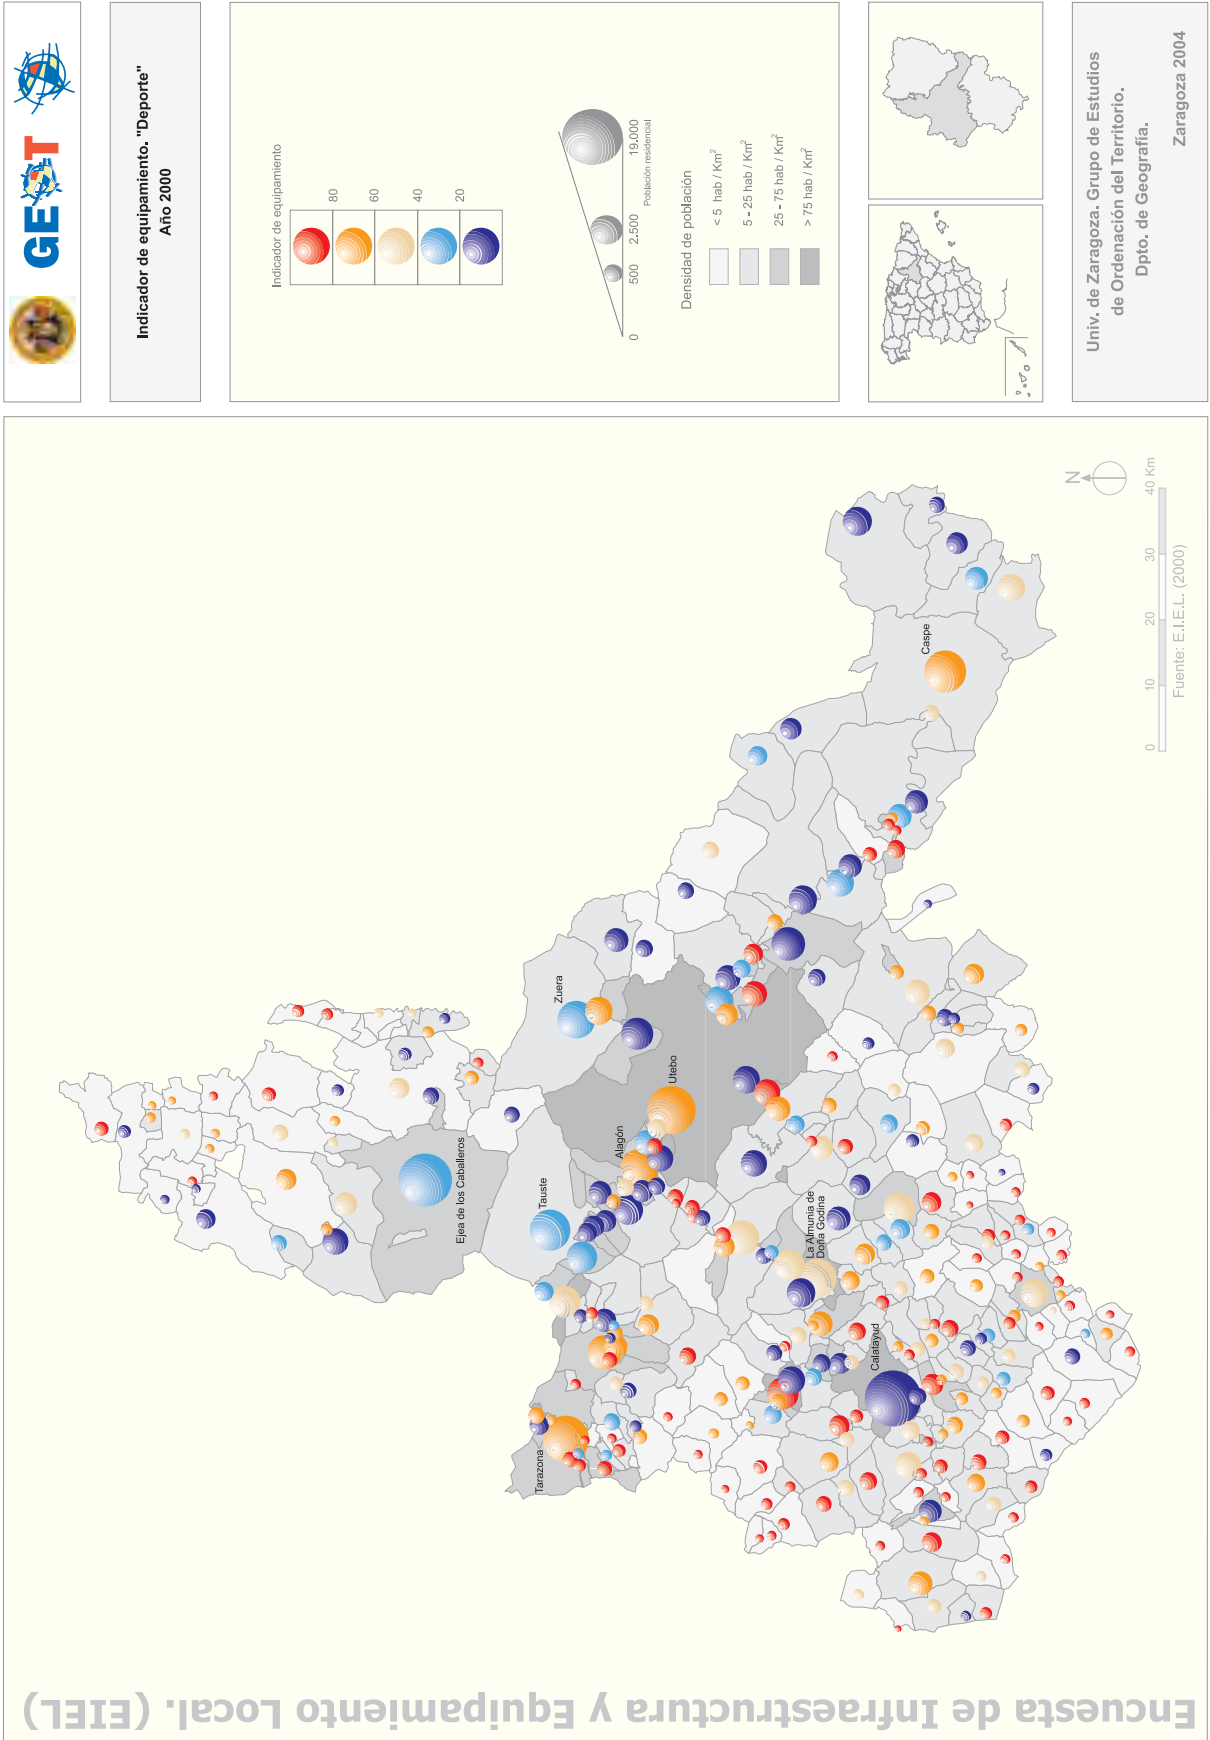 GEOT
Indicador de equipamiento. "Deporte"
Año 2000
Indicador de equipamiento
80
60
40
20
0
500
2.500
19.000
Población residencial
Densidad de población
< 5 hab / Km²
5 - 25 hab / Km²
25 - 75 hab / Km²
> 75 hab / Km²
Univ. de Zaragoza. Grupo de Estudios
de Ordenación del Territorio.
Dpto. de Geografía.
Zaragoza 2004
Ejea de los Caballeros
Zuera
Tauste
Utebo
Alagón
Tarazona
La Almunia de
Doña Godina
Calatayud
Caspe
N
0 10 20 30 40 Km
Fuente: E.I.E.L. (2000)
Encuesta de Infraestructura y Equipamiento Local. (EIEL)